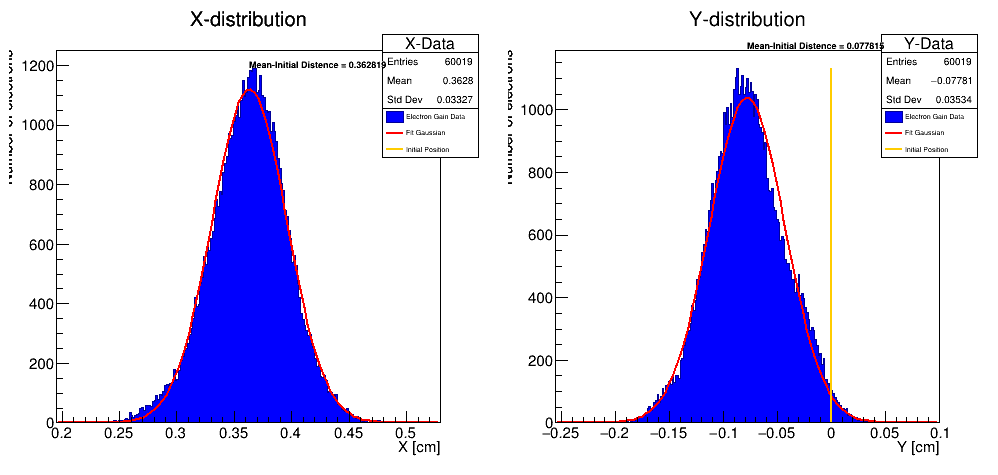 X-distribution
Mean-Initial Distence = 0.362819
X-Data
Entries 60019
Mean 0.3628
Std Dev 0.03327
Electron Gain Data
Fit Gaussian
Initial Position
1200
1000
800
600
400
200
0
0.2 0.25 0.3 0.35 0.4 0.45 0.5
X [cm]
Y-distribution
Mean-Initial Distance = 0.077815
Y-Data
Entries 60019
Mean −0.07781
Std Dev 0.03534
Electron Gain Data
Fit Gaussian
Initial Position
1000
800
600
400
200
0
−0.25 −0.2 −0.15 −0.1 −0.05 0 0.05 0.1
Y [cm]